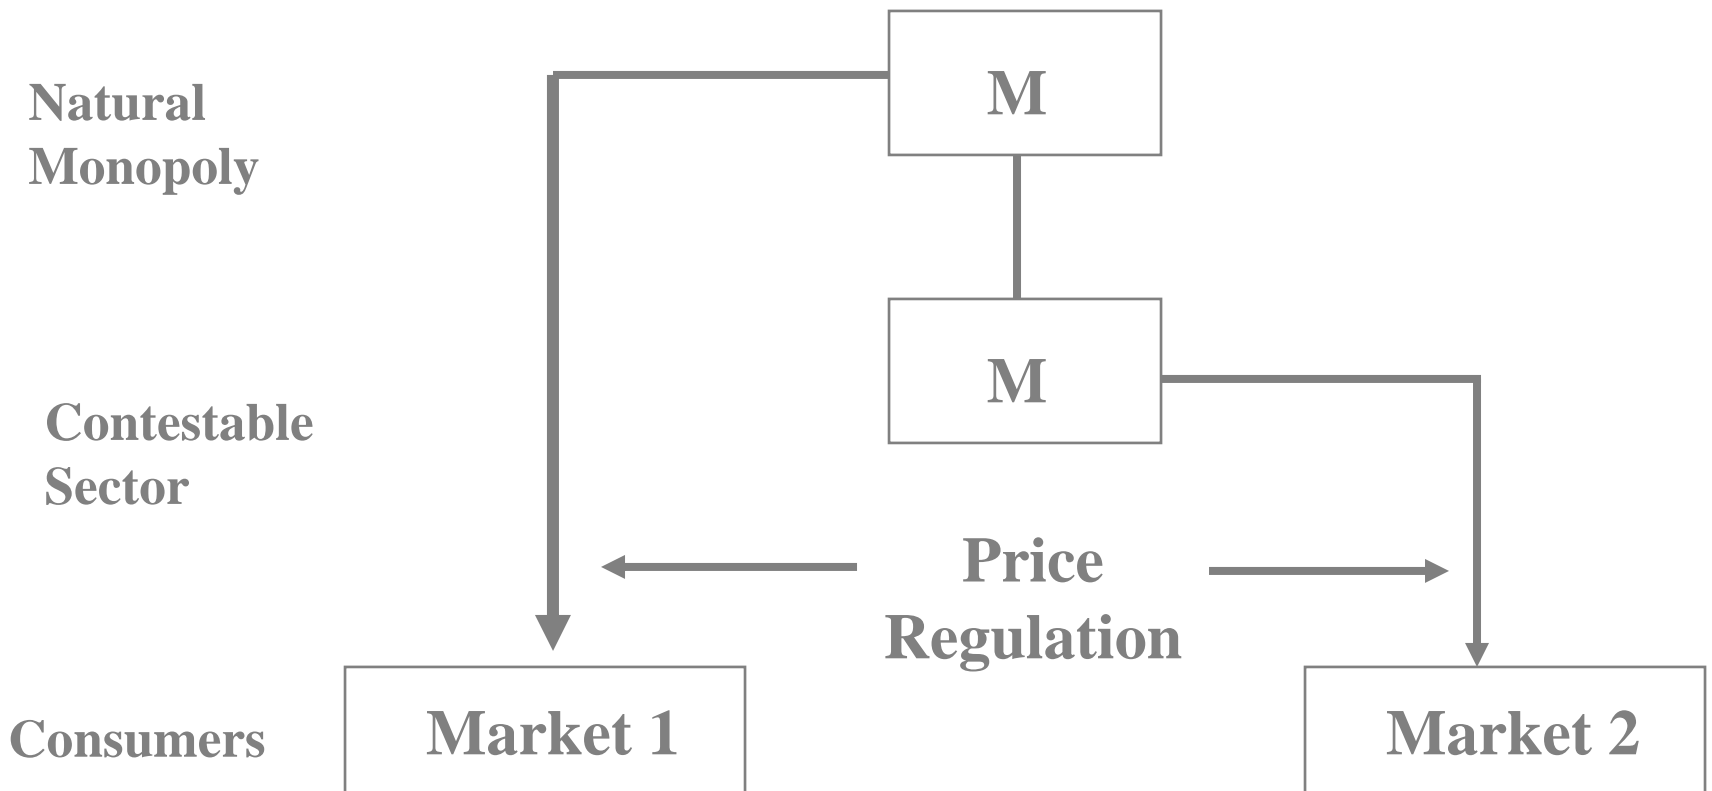 M
Natural
Monopoly
M
Contestable
Sector
Price
Regulation
Consumers
Market 1
Market 2